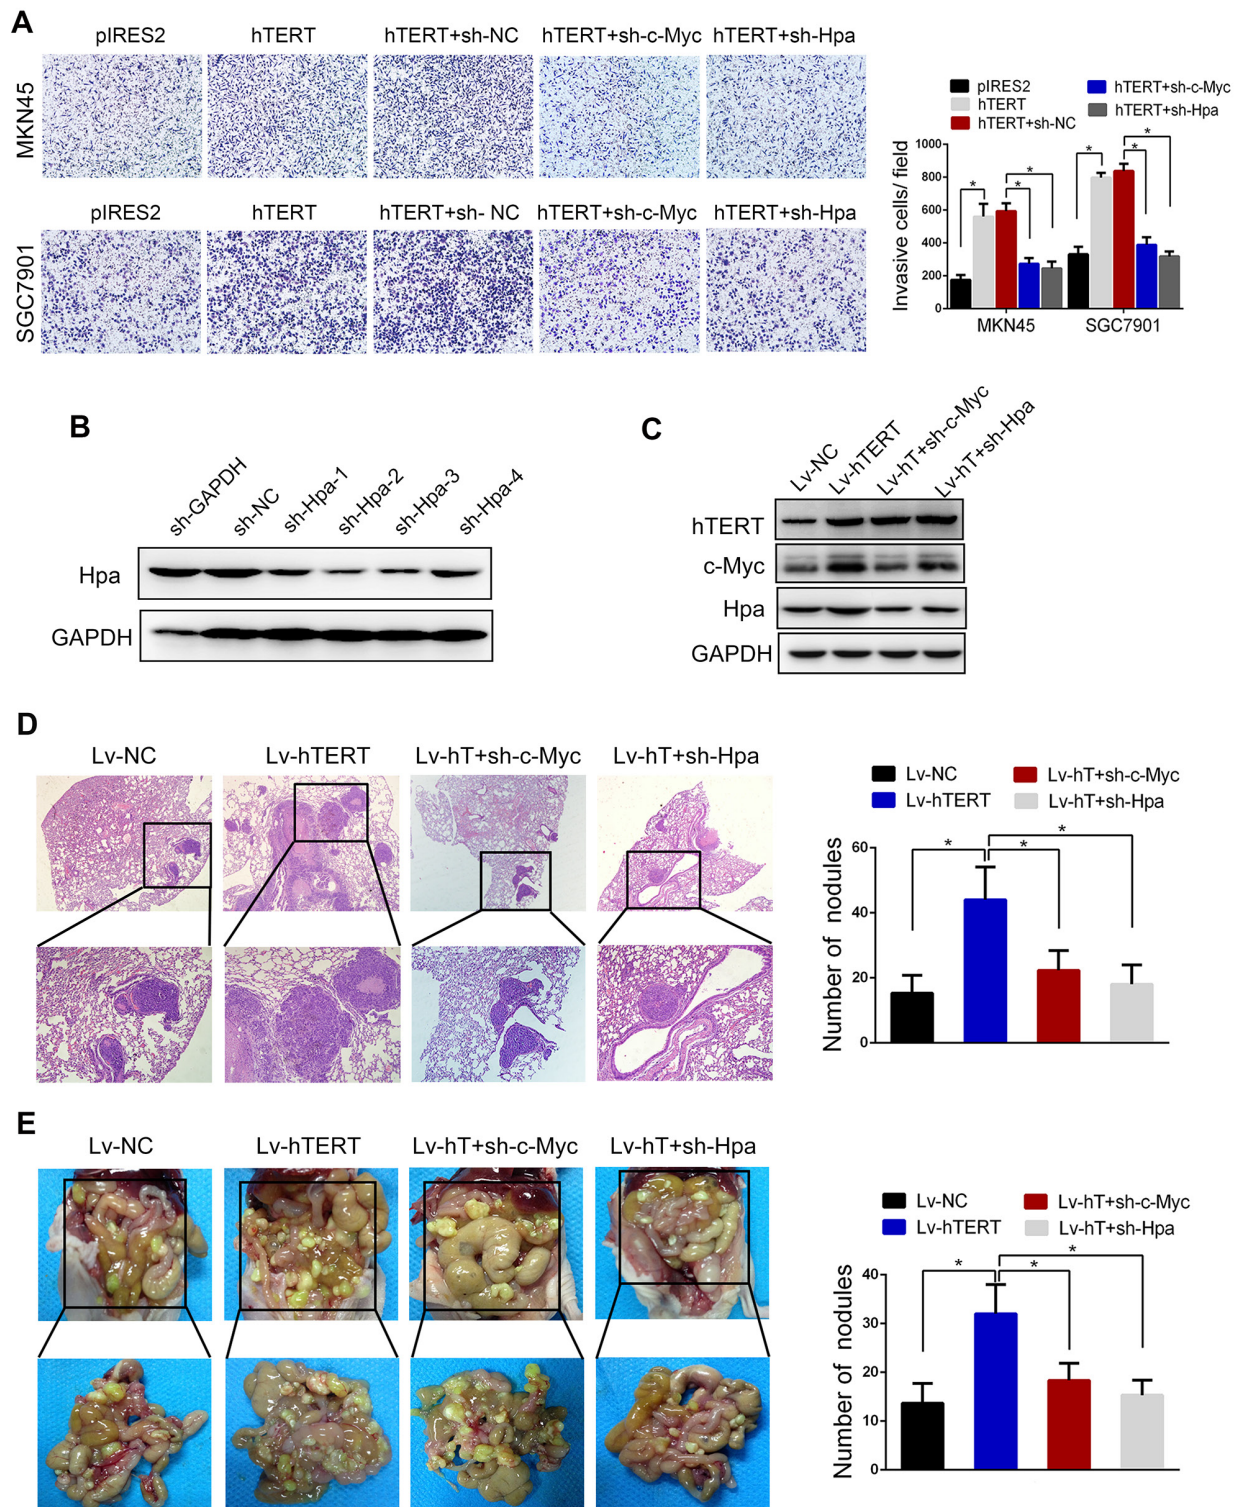 A
pIRES2 hTERT hTERT+sh-NC hTERT+sh-c-Myc hTERT+sh-Hpa
MKN45
pIRES2 hTERT hTERT+sh- NC hTERT+sh-c-Myc hTERT+sh-Hpa
SGC7901
pIRES2 hTERT+sh-c-Myc
hTERT hTERT+sh-Hpa
hTERT+sh-NC
Invasive cells/ field
1000
800
600
400
200
0
* * * * * *
MKN45 SGC7901
B
sh-GAPDH sh-NC sh-Hpa-1 sh-Hpa-2 sh-Hpa-3 sh-Hpa-4
Hpa
GAPDH
C
Lv-NC Lv-hTERT Lv-hT+sh-c-Myc Lv-hT+sh-Hpa
hTERT
c-Myc
Hpa
GAPDH
D
Lv-NC Lv-hTERT Lv-hT+sh-c-Myc Lv-hT+sh-Hpa
Lv-NC Lv-hT+sh-c-Myc
Lv-hTERT Lv-hT+sh-Hpa
Number of nodules
60
40
20
0
* * *
E
Lv-NC Lv-hTERT Lv-hT+sh-c-Myc Lv-hT+sh-Hpa
Lv-NC Lv-hT+sh-c-Myc
Lv-hTERT Lv-hT+sh-Hpa
Number of nodules
40
30
20
10
0
* * *